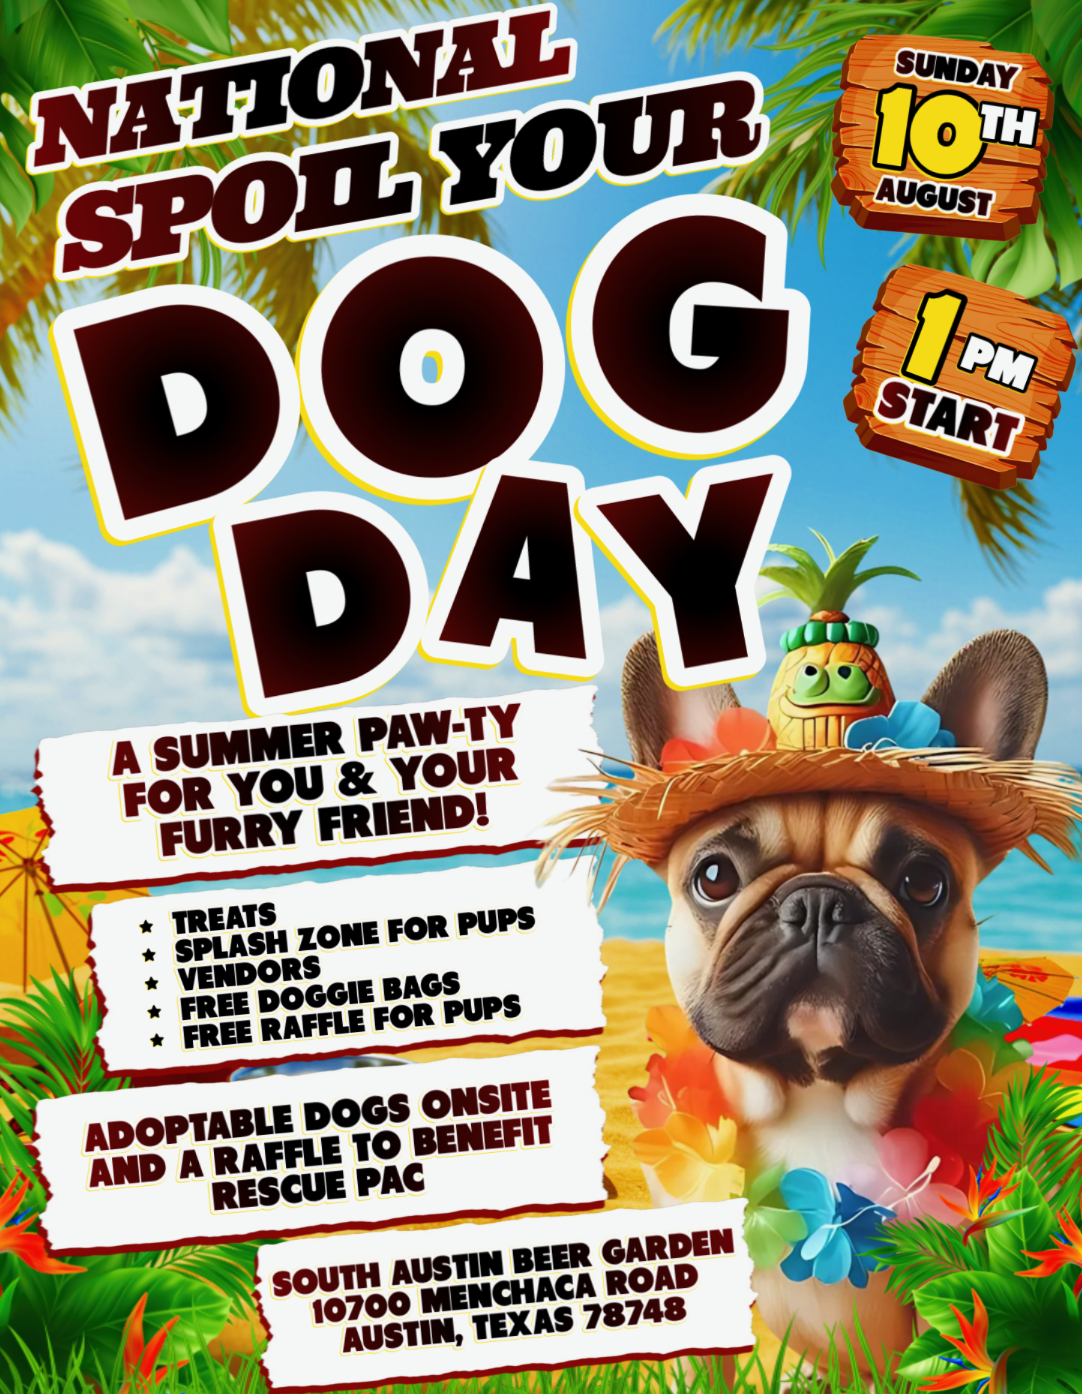 NATIONAL
SPOIL YOUR
DOG
DAY
SUNDAY
10TH
AUGUST
1 PM
START
A SUMMER PAW-TY
FOR YOU & YOUR
FURRY FRIEND!
★ TREATS
★ SPLASH ZONE FOR PUPS
★ VENDORS
★ FREE DOGGIE BAGS
★ FREE RAFFLE FOR PUPS
ADOPTABLE DOGS ONSITE
AND A RAFFLE TO BENEFIT
RESCUE PAC
SOUTH AUSTIN BEER GARDEN
10700 MENCHACA ROAD
AUSTIN, TEXAS 78748